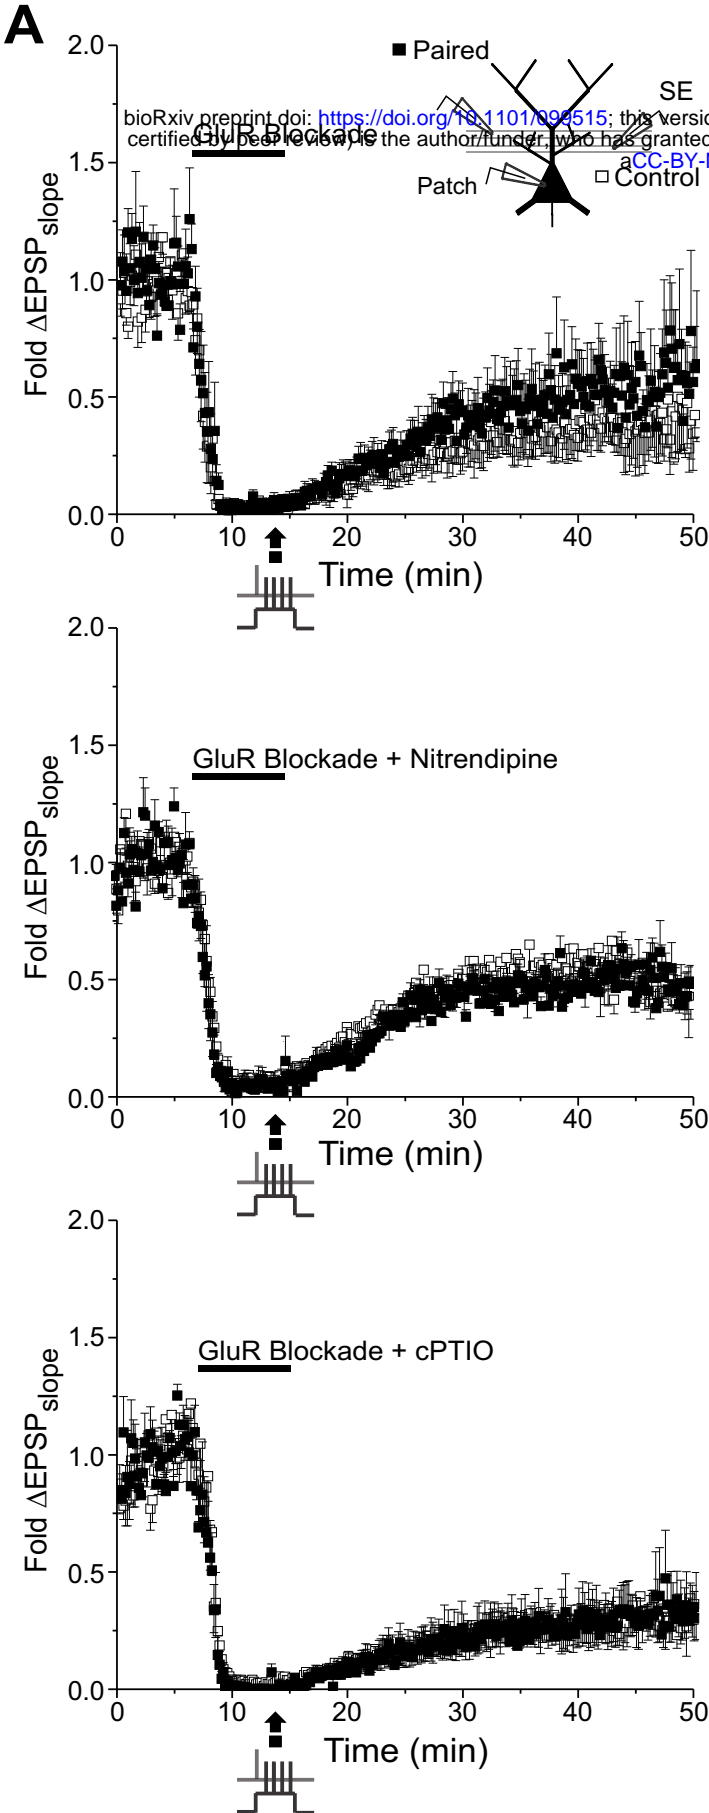 A
2.0
Paired
SE
bioRxiv preprint doi: https://doi.org/10.1101/099515; this versio
GluR Blockade
certified by peer review) is the author/funder, who has granted
aCC-BY-N
1.5
Patch
Control
Fold ΔEPSPslope
1.0
0.5
0.0
0 10 20 30 40 50
Time (min)
2.0
1.5
GluR Blockade + Nitrendipine
Fold ΔEPSPslope
1.0
0.5
0.0
0 10 20 30 40 50
Time (min)
2.0
1.5
GluR Blockade + cPTIO
Fold ΔEPSPslope
1.0
0.5
0.0
0 10 20 30 40 50
Time (min)